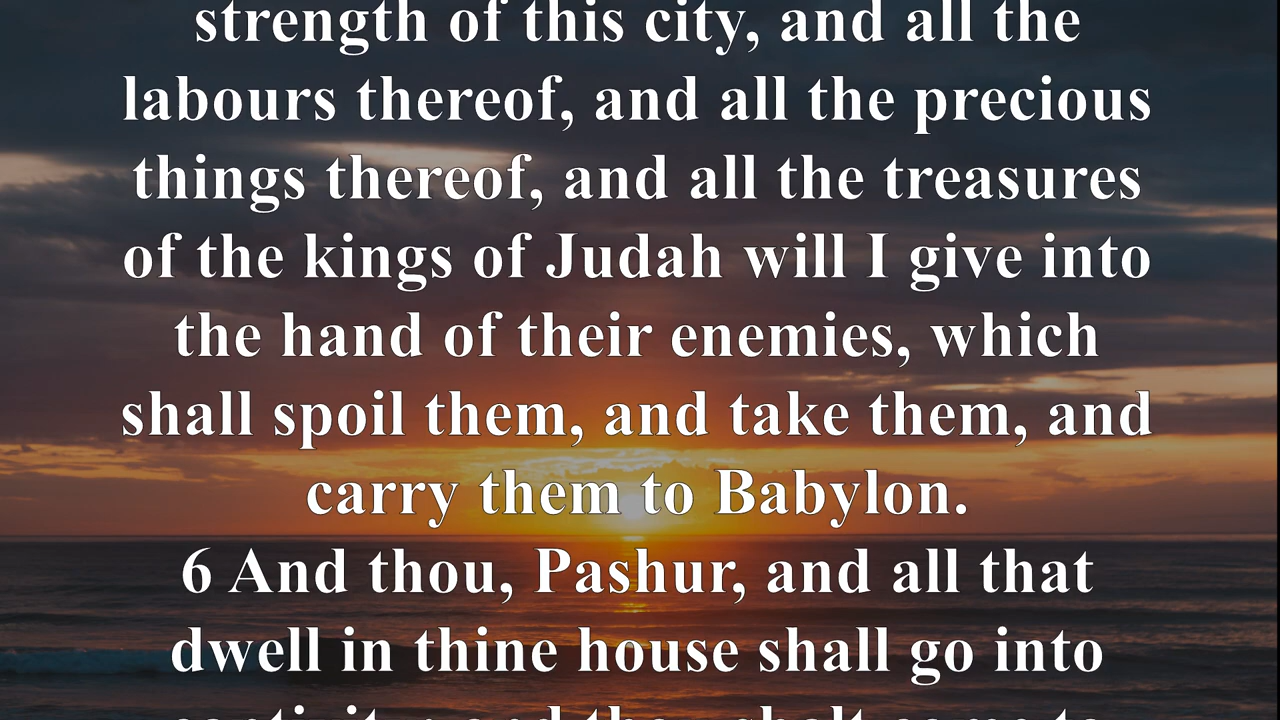 strength of this city, and all the
labours thereof, and all the precious
things thereof, and all the treasures
of the kings of Judah will I give into
the hand of their enemies, which
shall spoil them, and take them, and
carry them to Babylon.
6 And thou, Pashur, and all that
dwell in thine house shall go into